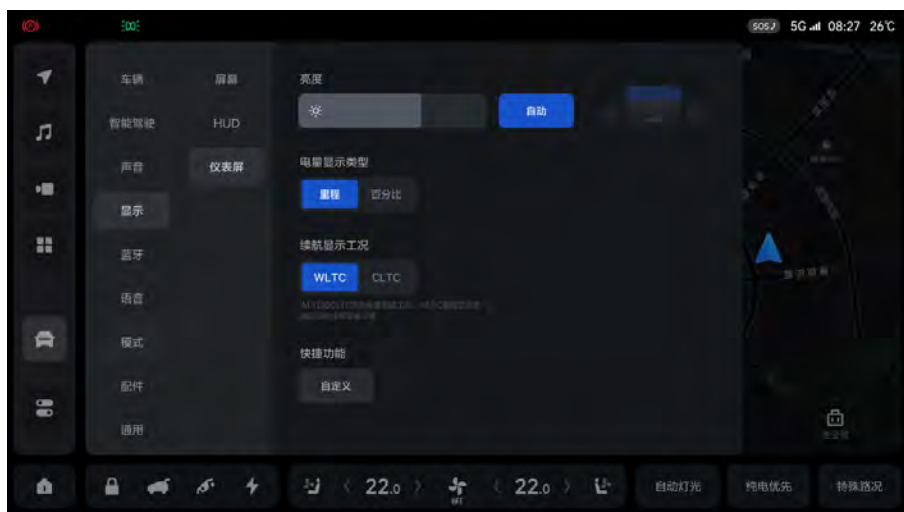 SOS 5G 08:27 26℃
车辆
智能驾驶
声音
显示
蓝牙
语音
模式
配件
通用
屏幕
HUD
仪表屏
亮度
自动
电量显示类型
里程 百分比
续航显示工况
WLTC CLTC
快捷功能
自定义
22.0
OFF
22.0
自动灯光
纯电优先
特殊路况